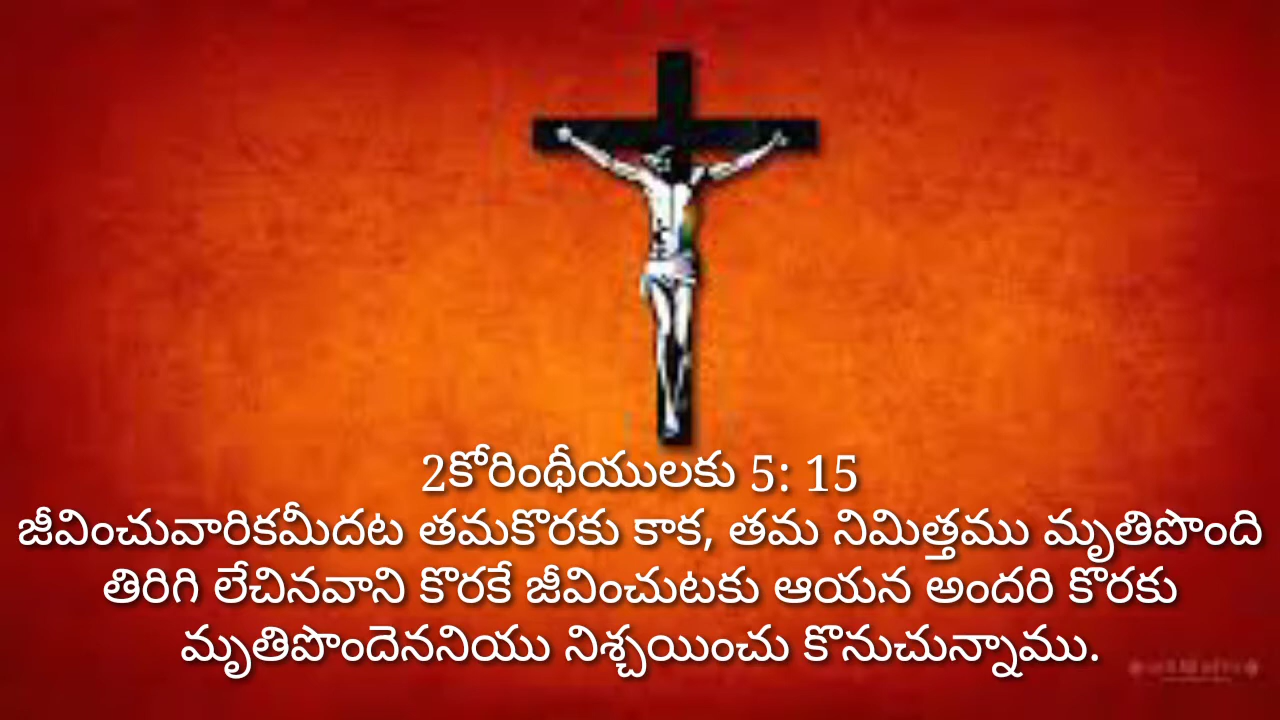 2కోరింథీయులకు 5: 15
జీవించువారికమీదట తమకొరకు కాక, తమ నిమిత్తము మృతిపొంది
తిరిగి లేచినవాని కొరకే జీవించుటకు ఆయన అందరి కొరకు
మృతిపొందెననియు నిశ్చయించు కొనుచున్నాము.